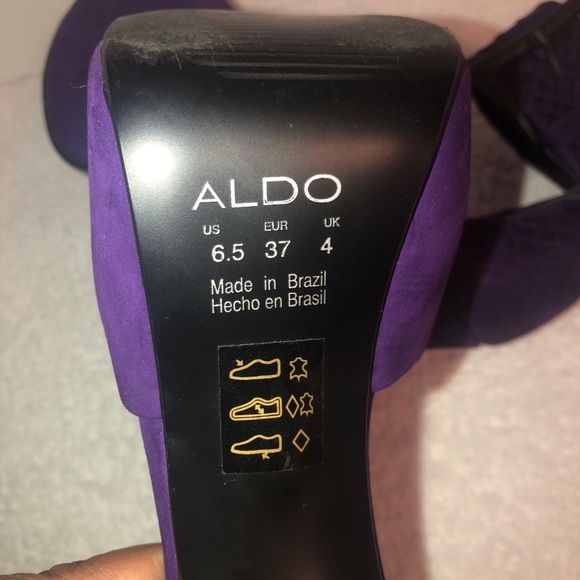 ALDO
US EUR UK
6.5 37 4
Made in Brazil
Hecho en Brasil